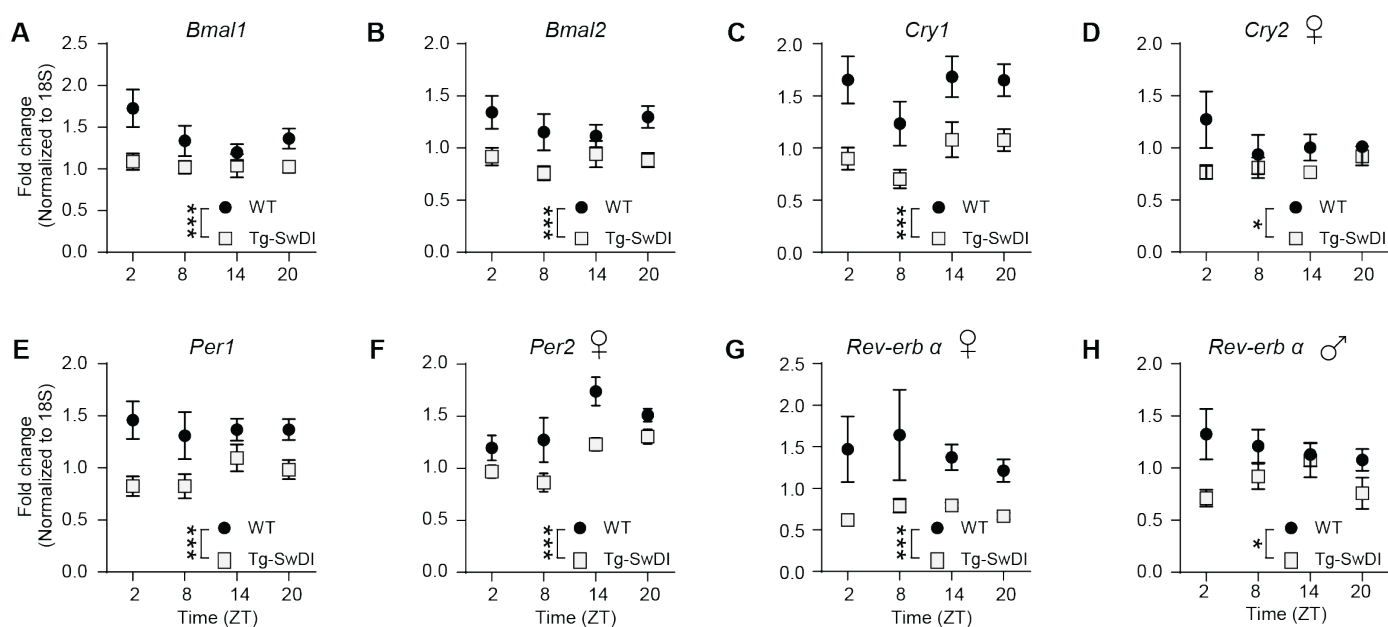 A
Bmal1
Fold change
(Normalized to 18S)
2.5
2.0
1.5
1.0
0.5
0.0
2 8 14 20
***
WT
Tg-SwDI
B
Bmal2
2.0
1.5
1.0
0.5
0.0
2 8 14 20
***
WT
Tg-SwDI
C
Cry1
2.0
1.5
1.0
0.5
0.0
2 8 14 20
***
WT
Tg-SwDI
D
Cry2 ♀
2.0
1.5
1.0
0.5
0.0
2 8 14 20
*
WT
Tg-SwDI
E
Per1
Fold change
(Normalized to 18S)
2.0
1.5
1.0
0.5
0.0
2 8 14 20
Time (ZT)
***
WT
Tg-SwDI
F
Per2 ♀
2.0
1.5
1.0
0.5
0.0
2 8 14 20
Time (ZT)
***
WT
Tg-SwDI
G
Rev-erb α ♀
2.5
2.0
1.5
1.0
0.5
0.0
2 8 14 20
Time (ZT)
***
WT
Tg-SwDI
H
Rev-erb α ♂
2.0
1.5
1.0
0.5
0.0
2 8 14 20
Time (ZT)
*
WT
Tg-SwDI